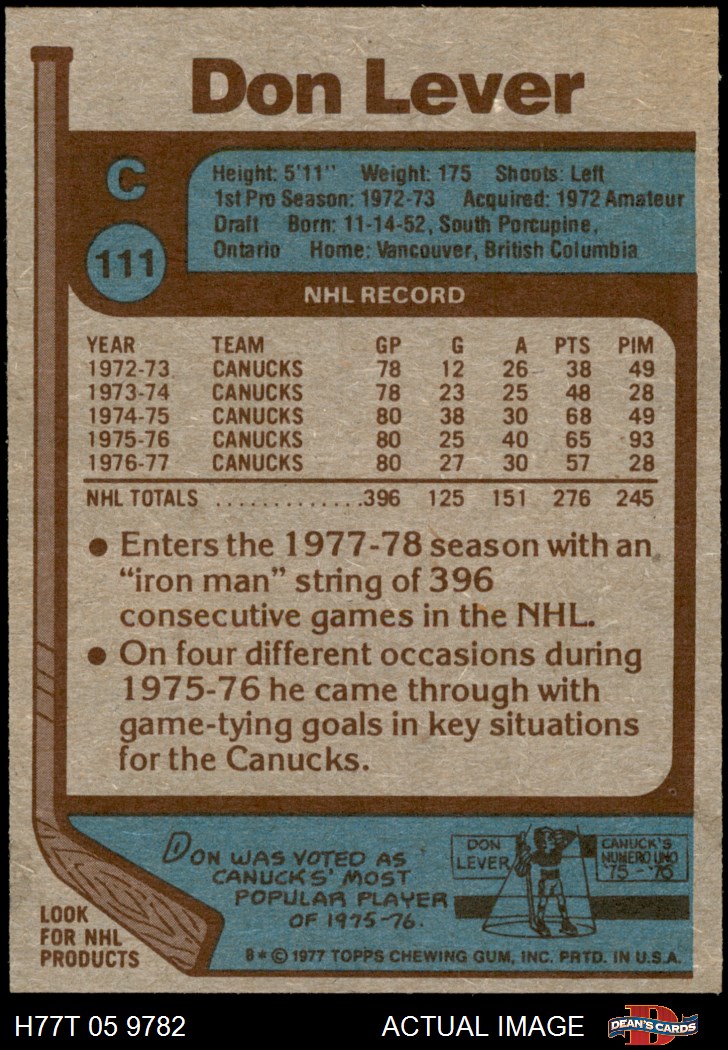 Don Lever
C
111
Height: 5'11" Weight: 175 Shoots: Left
1st Pro Season: 1972-73 Acquired: 1972 Amateur
Draft Born: 11-14-52, South Porcupine,
Ontario Home: Vancouver, British Columbia
NHL RECORD
YEAR TEAM GP G A PTS PIM
1972-73 CANUCKS 78 12 26 38 49
1973-74 CANUCKS 78 23 25 48 28
1974-75 CANUCKS 80 38 30 68 49
1975-76 CANUCKS 80 25 40 65 93
1976-77 CANUCKS 80 27 30 57 28
NHL TOTALS ..............396 125 151 276 245
● Enters the 1977-78 season with an
"iron man" string of 396
consecutive games in the NHL.
● On four different occasions during
1975-76 he came through with
game-tying goals in key situations
for the Canucks.
DON WAS VOTED AS
CANUCKS' MOST
POPULAR PLAYER
OF 1975-76.
DON
LEVER
CANUCK'S
NUMERO UNO
'75-'76
LOOK
FOR NHL
PRODUCTS
B*© 1977 TOPPS CHEWING GUM, INC. PRTD. IN U.S.A.
H77T 05 9782 ACTUAL IMAGE DEAN'S CARDS